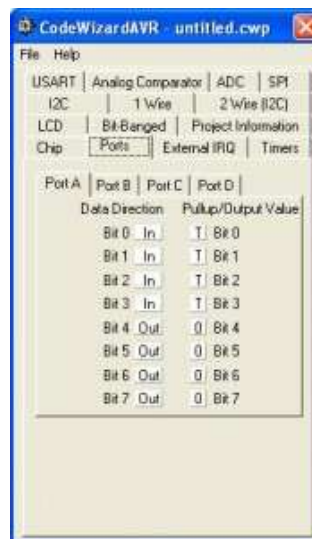 CodeWizardAVR - untitled.cwp
File Help
USART Analog Comparator ADC SPI
I2C 1 Wire 2 Wire (I2C)
LCD Bit-Banged Project Information
Chip Ports External IRQ Timers
Port A Port B Port C Port D
Data Direction Pullup/Output Value
Bit 0 In T Bit 0
Bit 1 In T Bit 1
Bit 2 In T Bit 2
Bit 3 In T Bit 3
Bit 4 Out 0 Bit 4
Bit 5 Out 0 Bit 5
Bit 6 Out 0 Bit 6
Bit 7 Out 0 Bit 7